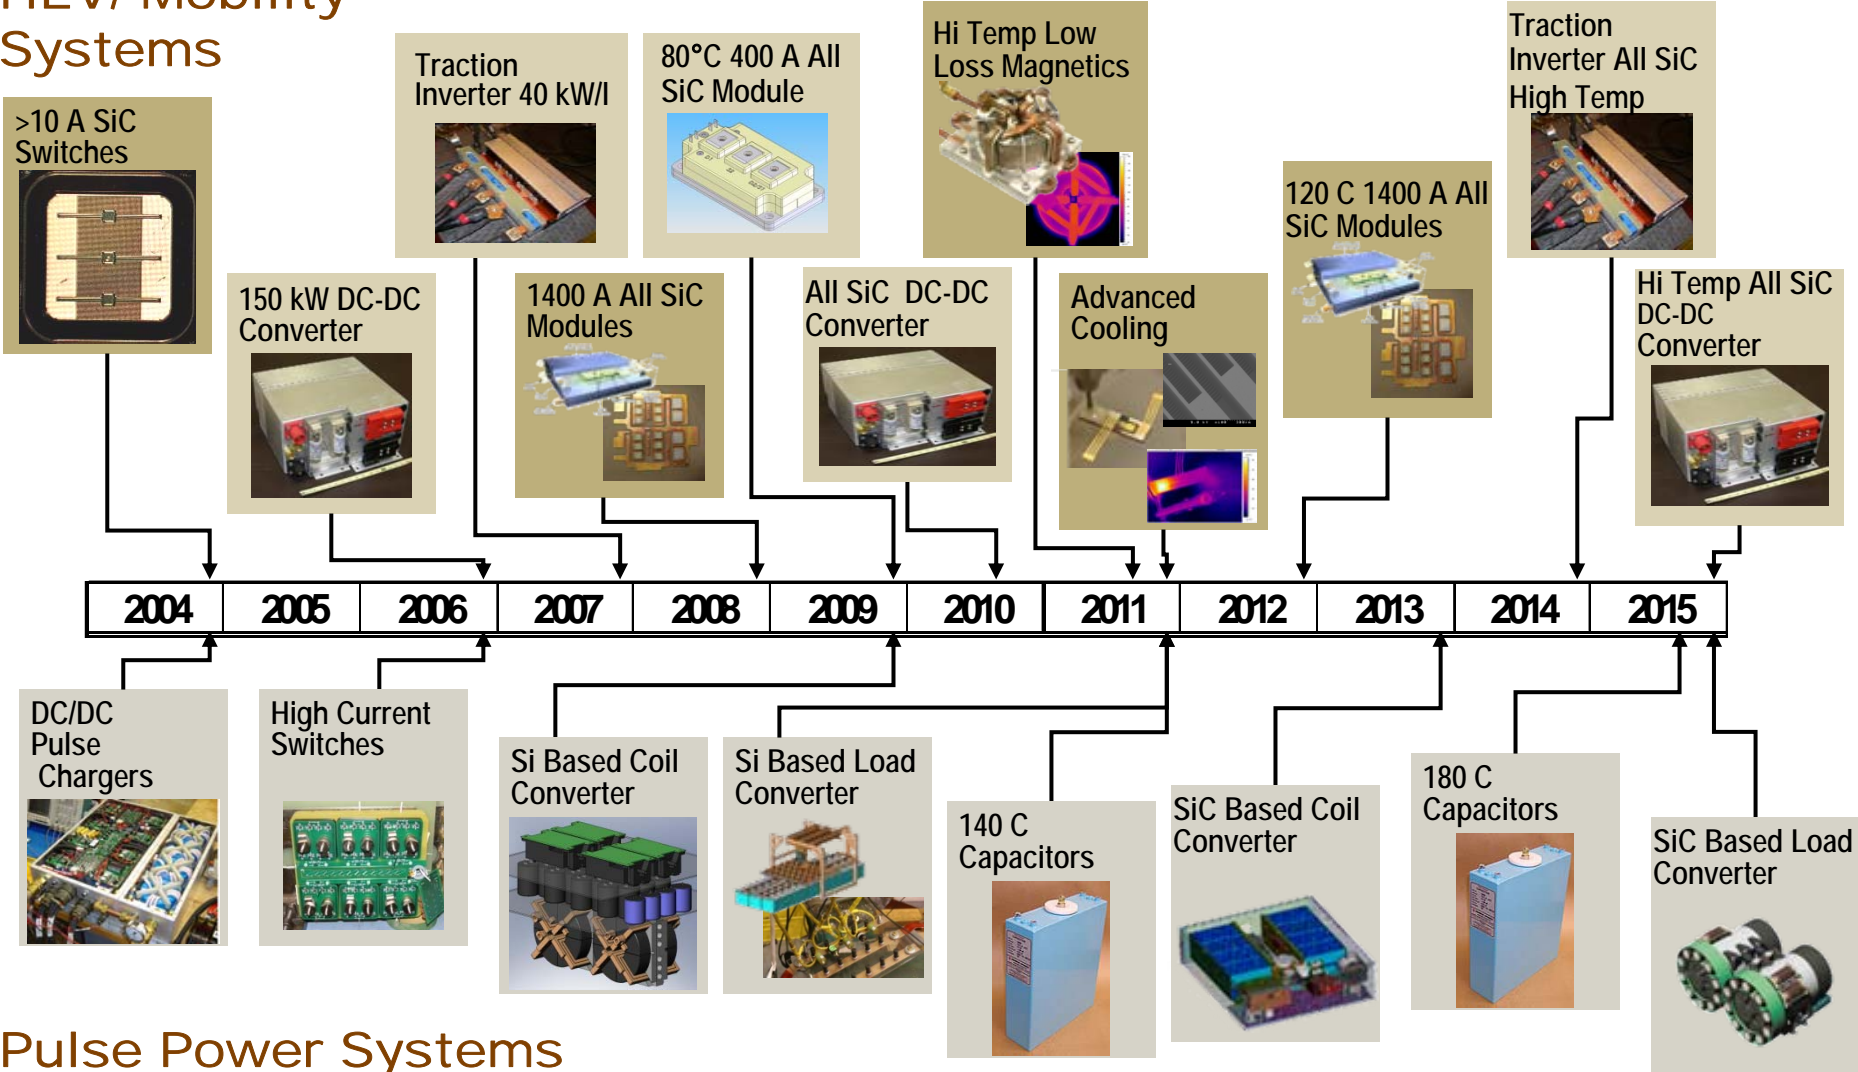 HEV/ Mobility
Systems
>10 A SiC
Switches
150 kW DC-DC
Converter
Traction
Inverter 40 kW/l
1400 A All SiC
Modules
80°C 400 A All
SiC Module
All SiC DC-DC
Converter
Hi Temp Low
Loss Magnetics
Advanced
Cooling
120 C 1400 A All
SiC Modules
Traction
Inverter All SiC
High Temp
Hi Temp All SiC
DC-DC
Converter
2004 2005 2006 2007 2008 2009 2010 2011 2012 2013 2014 2015
DC/DC
Pulse
Chargers
High Current
Switches
Si Based Coil
Converter
Si Based Load
Converter
140 C
Capacitors
SiC Based Coil
Converter
180 C
Capacitors
SiC Based Load
Converter
Pulse Power Systems